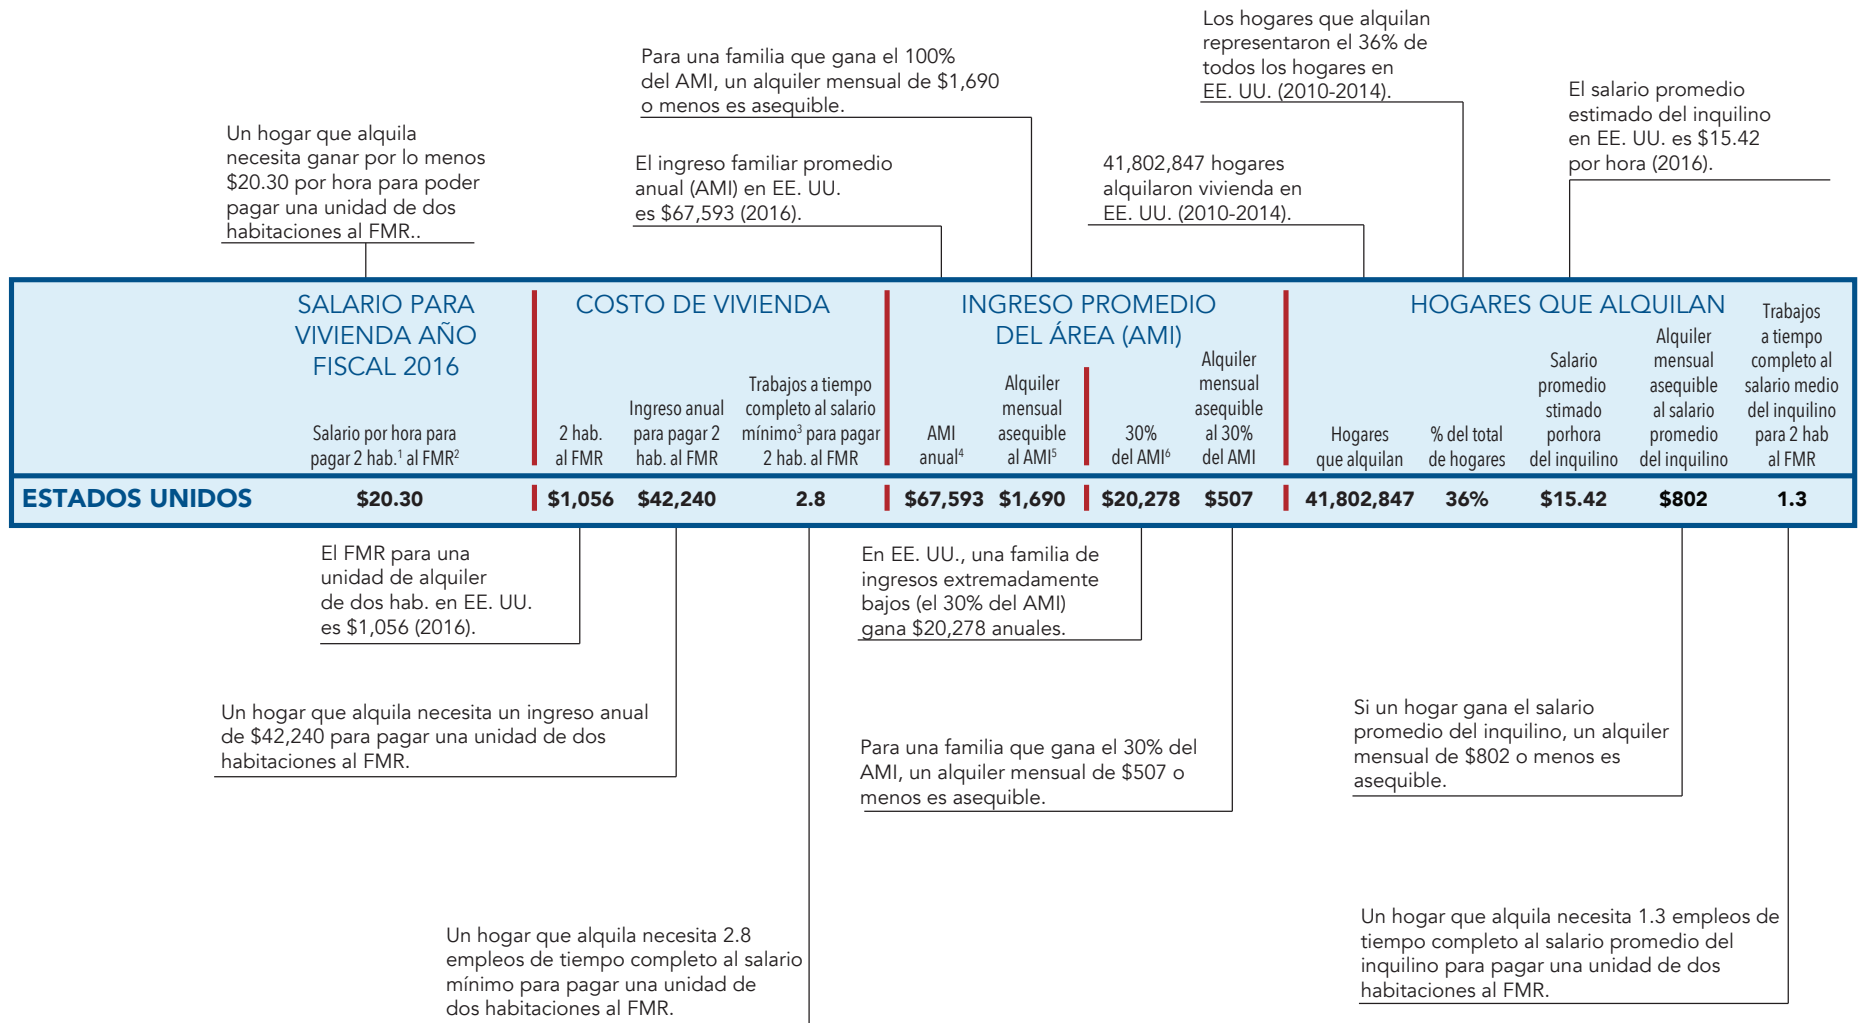 Los hogares que alquilan
representaron el 36% de
todos los hogares en
EE. UU. (2010-2014).
Para una familia que gana el 100%
del AMI, un alquiler mensual de $1,690
o menos es asequible.
El salario promedio
estimado del inquilino
en EE. UU. es $15.42
por hora (2016).
Un hogar que alquila
necesita ganar por lo menos
$20.30 por hora para poder
pagar una unidad de dos
habitaciones al FMR..
El ingreso familiar promedio
anual (AMI) en EE. UU.
es $67,593 (2016).
41,802,847 hogares
alquilaron vivienda en
EE. UU. (2010-2014).
SALARIO PARA
VIVIENDA AÑO
FISCAL 2016
Salario por hora para
pagar 2 hab.¹ al FMR²
COSTO DE VIVIENDA
2 hab.
al FMR
Ingreso anual
para pagar 2
hab. al FMR
Trabajos a tiempo
completo al salario
mínimo³ para pagar
2 hab. al FMR
INGRESO PROMEDIO
DEL ÁREA (AMI)
AMI
anual⁴
Alquiler
mensual
asequible
al AMI⁵
30%
del AMI⁶
Alquiler
mensual
asequible
al 30%
del AMI
HOGARES QUE ALQUILAN
Hogares
que alquilan
% del total
de hogares
Salario
promedio
stimado
porhora
del inquilino
Alquiler
mensual
asequible
al salario
promedio
del inquilino
Trabajos
a tiempo
completo al
salario medio
del inquilino
para 2 hab
al FMR
ESTADOS UNIDOS $20.30 $1,056 $42,240 2.8 $67,593 $1,690 $20,278 $507 41,802,847 36% $15.42 $802 1.3
El FMR para una
unidad de alquiler
de dos hab. en EE. UU.
es $1,056 (2016).
En EE. UU., una familia de
ingresos extremadamente
bajos (el 30% del AMI)
gana $20,278 anuales.
Un hogar que alquila necesita un ingreso anual
de $42,240 para pagar una unidad de dos
habitaciones al FMR.
Para una familia que gana el 30% del
AMI, un alquiler mensual de $507 o
menos es asequible.
Si un hogar gana el salario
promedio del inquilino, un alquiler
mensual de $802 o menos es
asequible.
Un hogar que alquila necesita 2.8
empleos de tiempo completo al salario
mínimo para pagar una unidad de
dos habitaciones al FMR.
Un hogar que alquila necesita 1.3 empleos de
tiempo completo al salario promedio del
inquilino para pagar una unidad de dos
habitaciones al FMR.